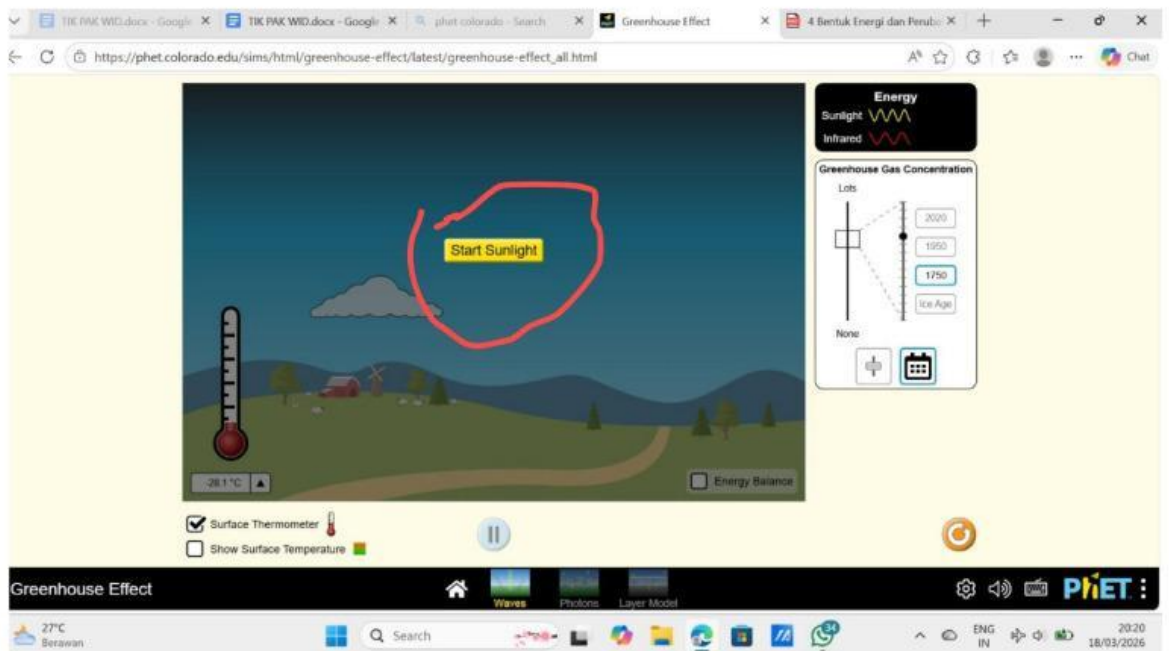 TIK PAK WID.docx - Google
TIK PAK WID.docx - Google
phet colorado - Search
Greenhouse Effect
4 Bentuk Energi dan Peruba
https://phet.colorado.edu/sims/html/greenhouse-effect/latest/greenhouse-effect_all.html
Chat
Energy
Sunlight
Infrared
Greenhouse Gas Concentration
Lots
2020
1950
1750
Ice Age
None
Start Sunlight
-28.1 °C
Energy Balance
Surface Thermometer
Show Surface Temperature
Greenhouse Effect
Waves
Photons
Layer Model
PhET
27°C
Berawan
Search
34
ENG
IN
20:20
18/03/2026